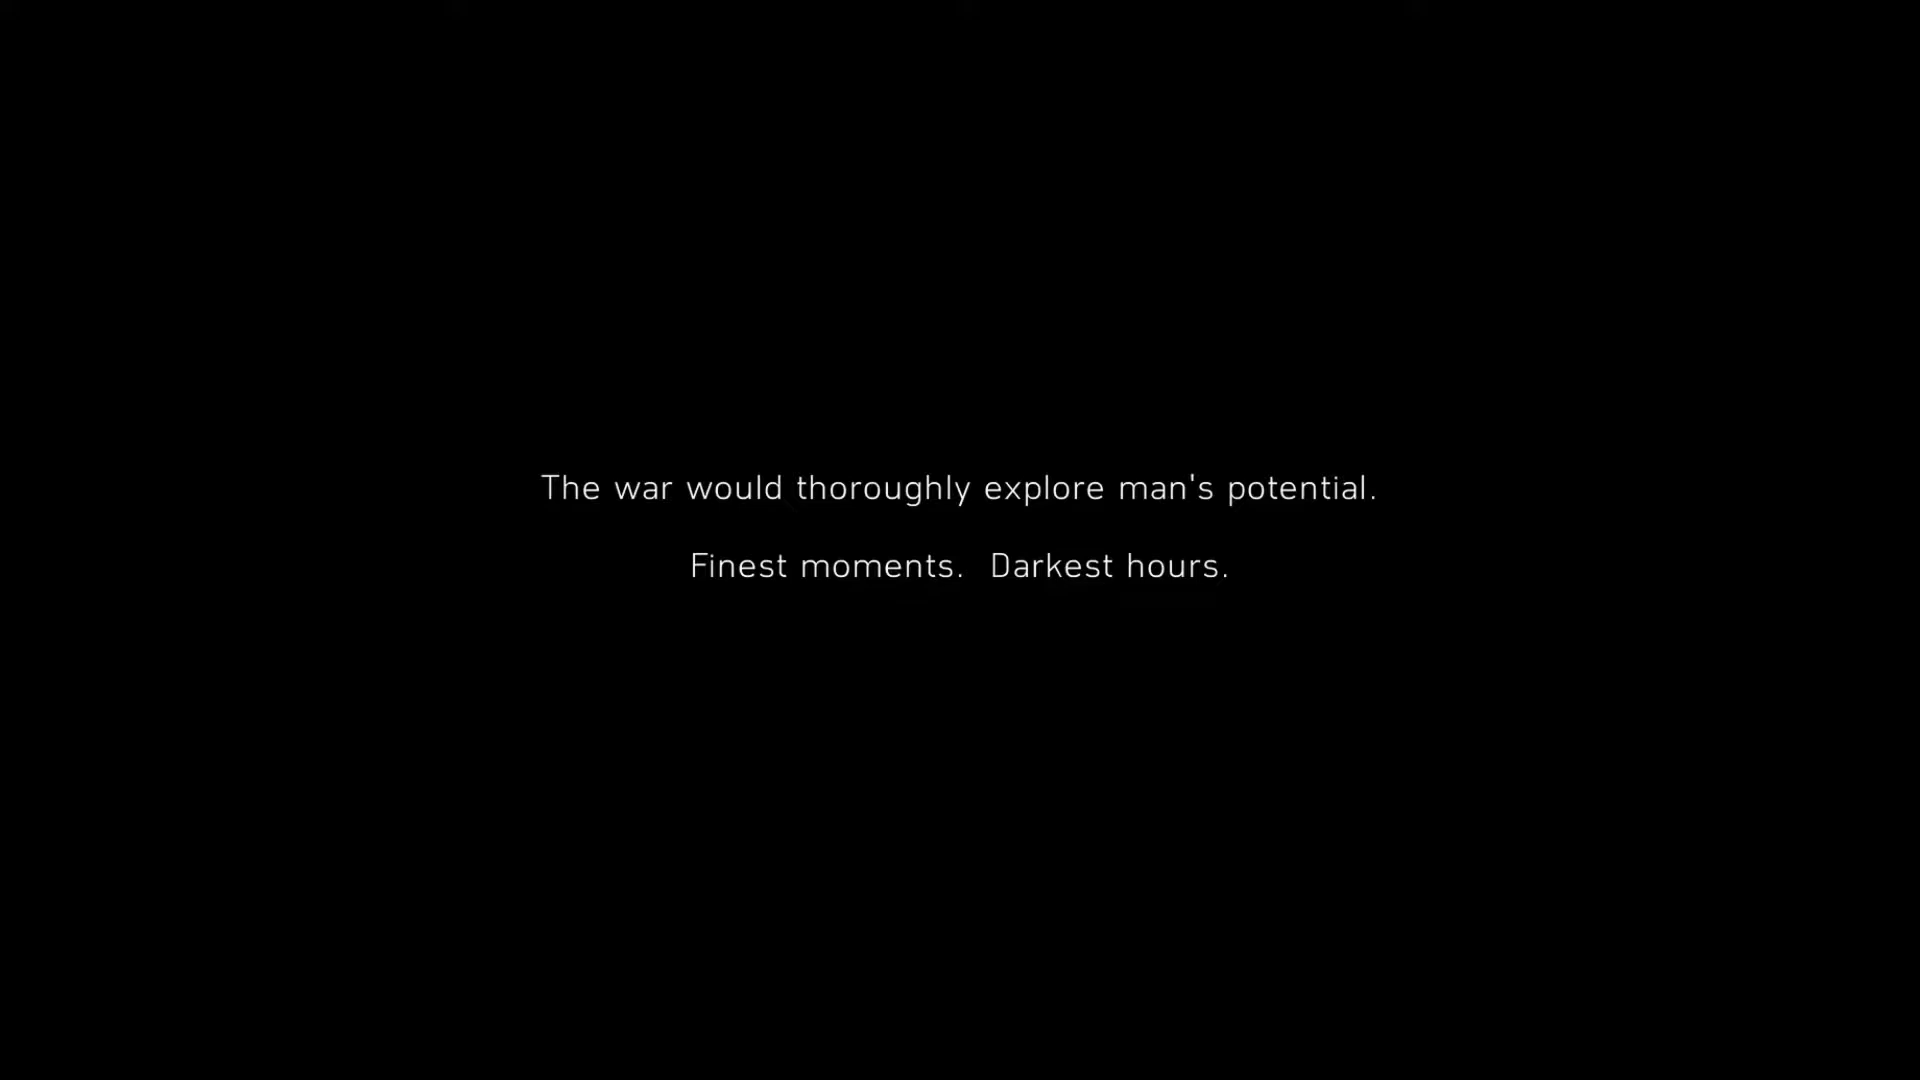 The war would thoroughly explore man's potential.
Finest moments.  Darkest hours.